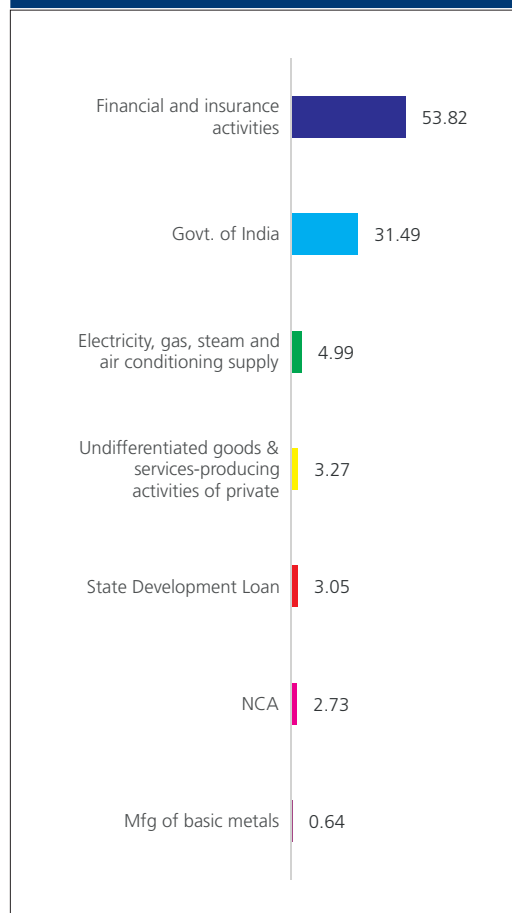 Financial and insurance
activities
53.82
Govt. of India
31.49
Electricity, gas, steam and
air conditioning supply
4.99
Undifferentiated goods &
services-producing
activities of private
3.27
State Development Loan
3.05
NCA
2.73
Mfg of basic metals
0.64